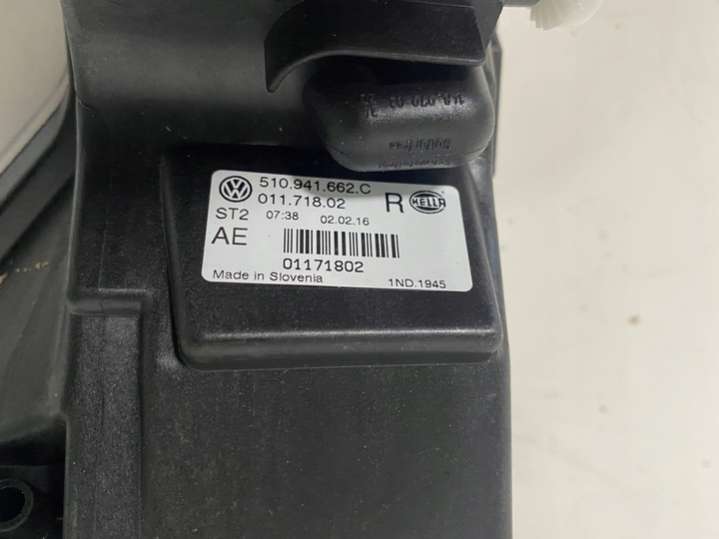 510.941.662.C
011.718.02
R HELLA
ST2 07:38 02.02.16
AE
01171802
Made in Slovenia 1ND.1945